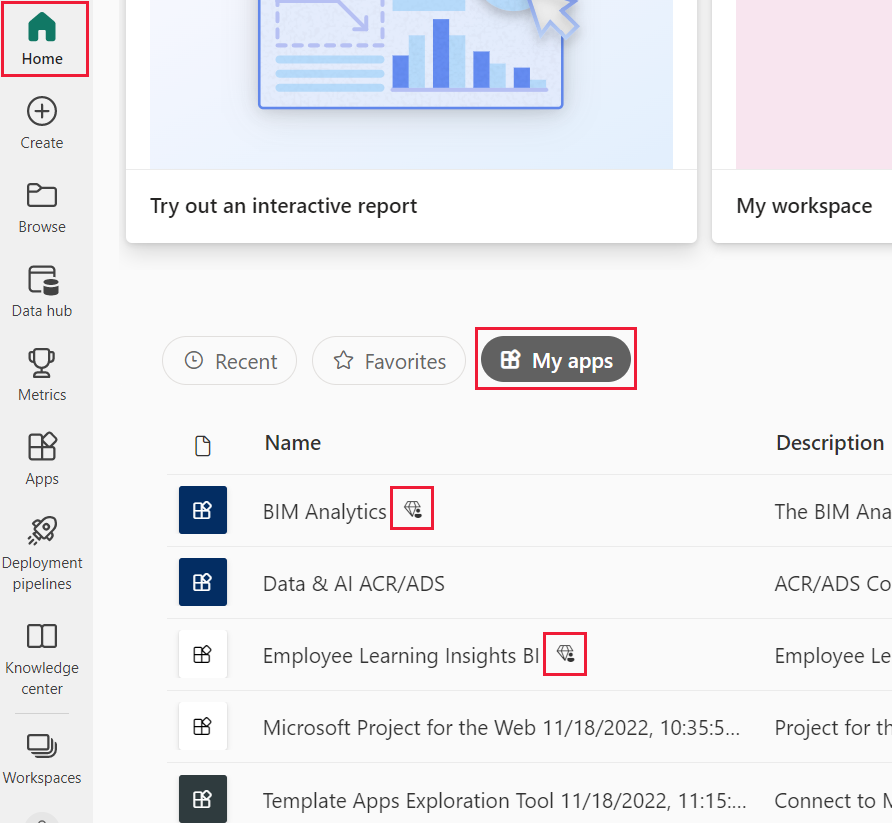 Home
Create
Browse
Data hub
Metrics
Apps
Deployment
pipelines
Knowledge
center
Workspaces
Try out an interactive report
My workspace
Recent
Favorites
My apps
Name
Description
BIM Analytics
The BIM Ana
Data & AI ACR/ADS
ACR/ADS Co
Employee Learning Insights BI
Employee Le
Microsoft Project for the Web 11/18/2022, 10:35:5...
Project for th
Template Apps Exploration Tool 11/18/2022, 11:15:...
Connect to M